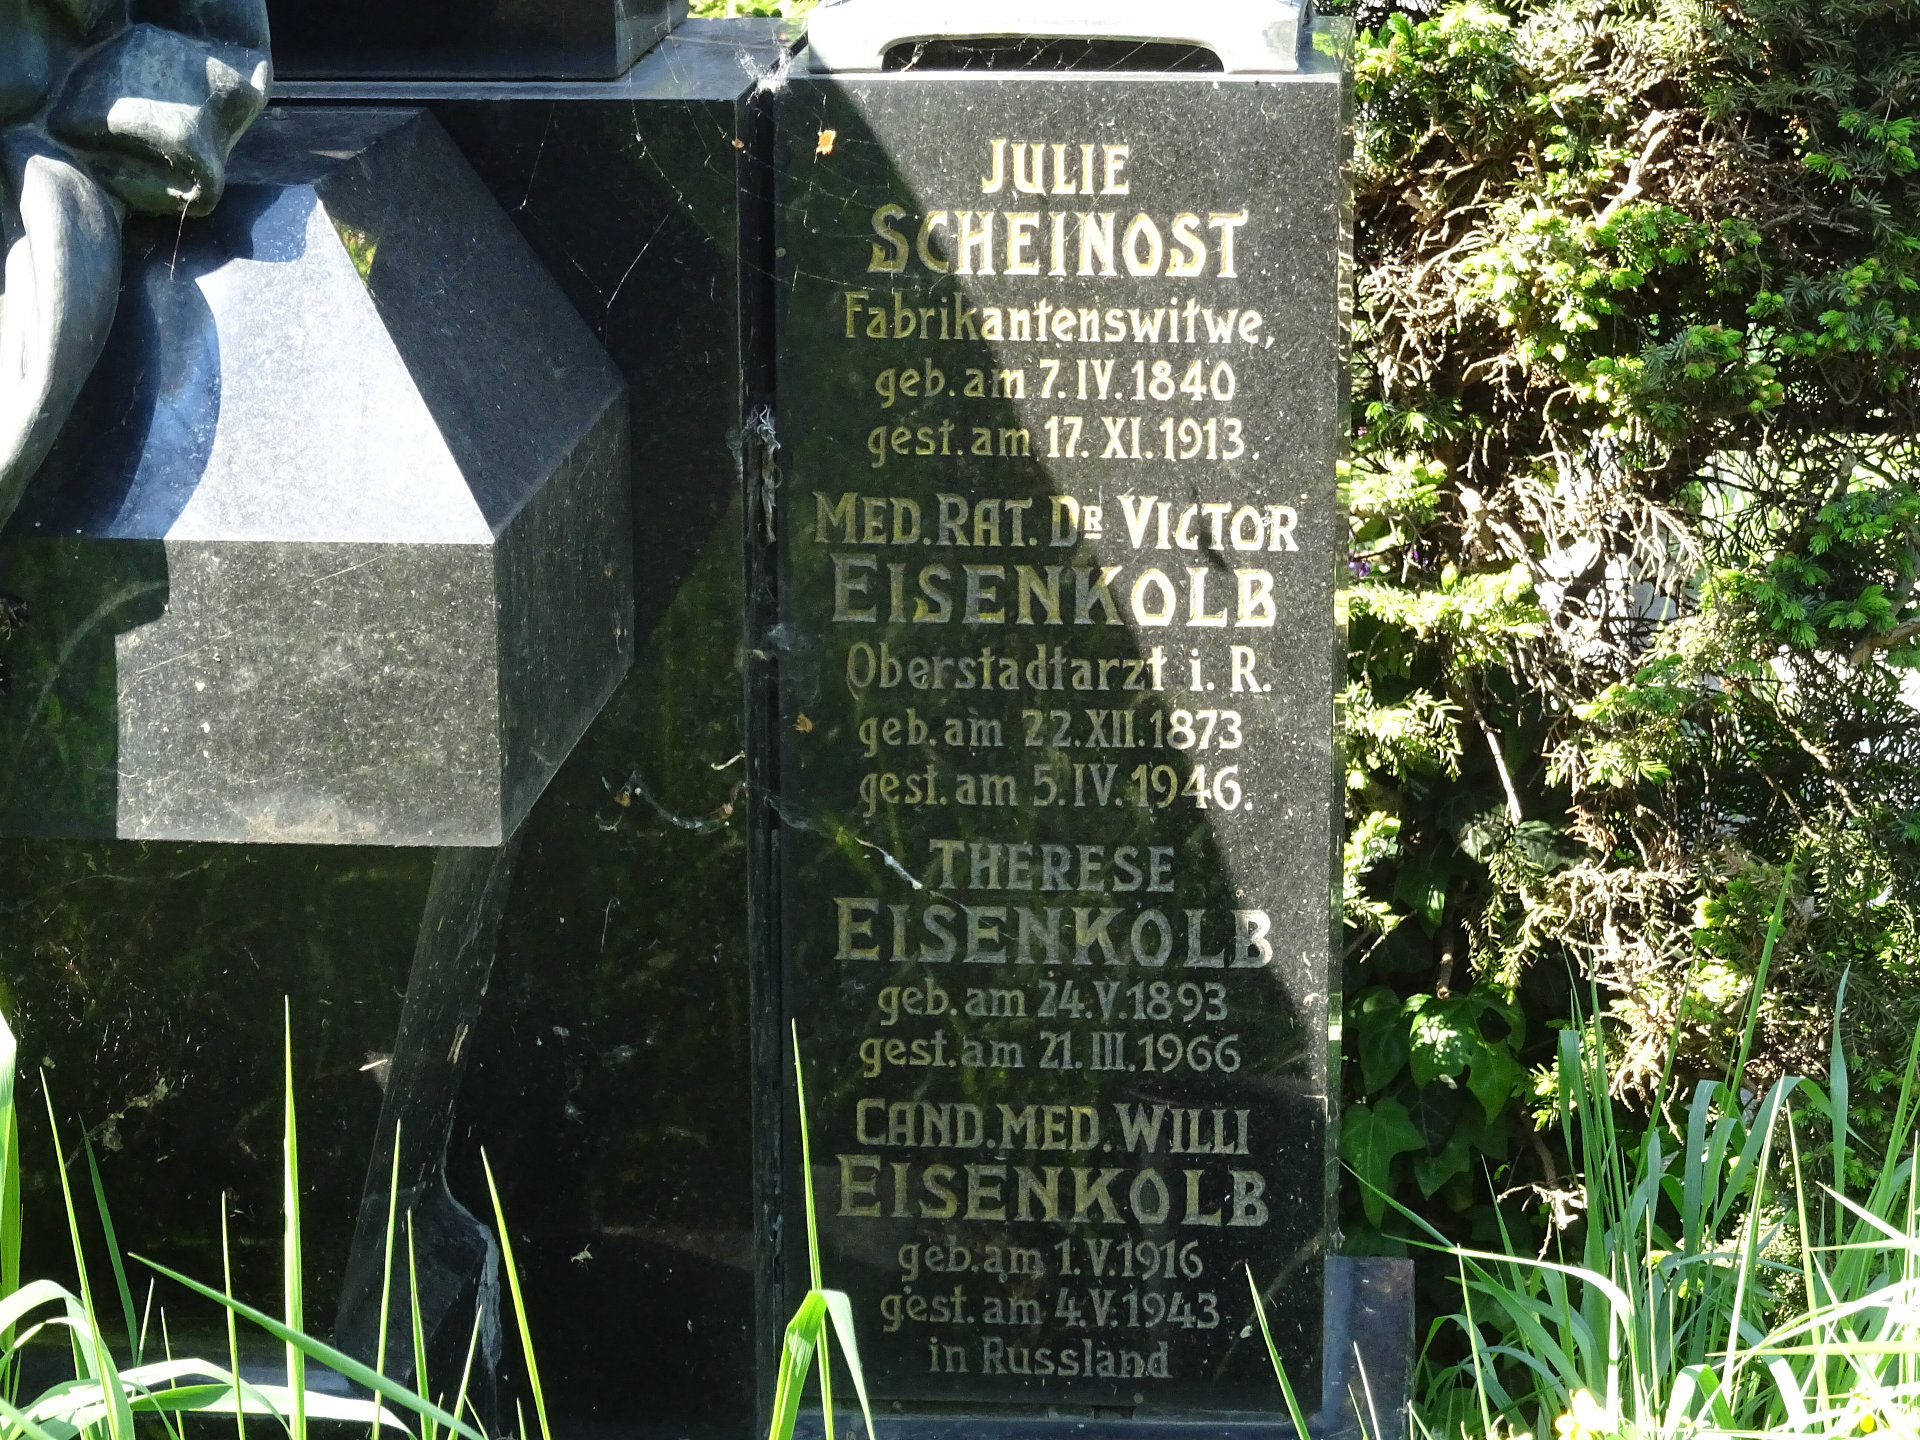 JULIE
SCHEINOST
Fabrikantenswitwe,
geb. am 7. IV. 1840
gest. am 17. XI. 1913.
MED. RAT. DR VICTOR
EISENKOLB
Oberstadtarzt i. R.
geb. am 22. XII. 1873
gest. am 5. IV. 1946.
THERESE
EISENKOLB
geb. am 24. V. 1893
gest. am 21. III. 1966
CAND. MED. WILLI
EISENKOLB
geb. am 1. V. 1916
gest. am 4. V. 1943
in Russland